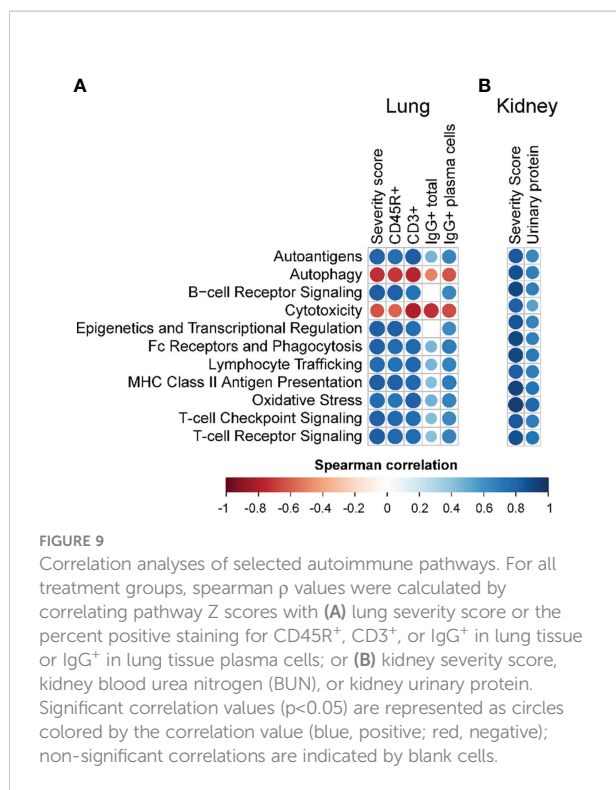 A
B
Lung
Kidney
Severity score
CD45R+
CD3+
IgG+ total
IgG+ plasma cells
Severity Score
Urinary protein
Autoantigens
Autophagy
B−cell Receptor Signaling
Cytotoxicity
Epigenetics and Transcriptional Regulation
Fc Receptors and Phagocytosis
Lymphocyte Trafficking
MHC Class II Antigen Presentation
Oxidative Stress
T-cell Checkpoint Signaling
T-cell Receptor Signaling
Spearman correlation
-1 -0.8 -0.6 -0.4 -0.2 0 0.2 0.4 0.6 0.8 1
FIGURE 9
Correlation analyses of selected autoimmune pathways. For all
treatment groups, spearman ρ values were calculated by
correlating pathway Z scores with (A) lung severity score or the
percent positive staining for CD45R⁺, CD3⁺, or IgG⁺ in lung tissue
or IgG⁺ in lung tissue plasma cells; or (B) kidney severity score,
kidney blood urea nitrogen (BUN), or kidney urinary protein.
Significant correlation values (p<0.05) are represented as circles
colored by the correlation value (blue, positive; red, negative);
non-significant correlations are indicated by blank cells.